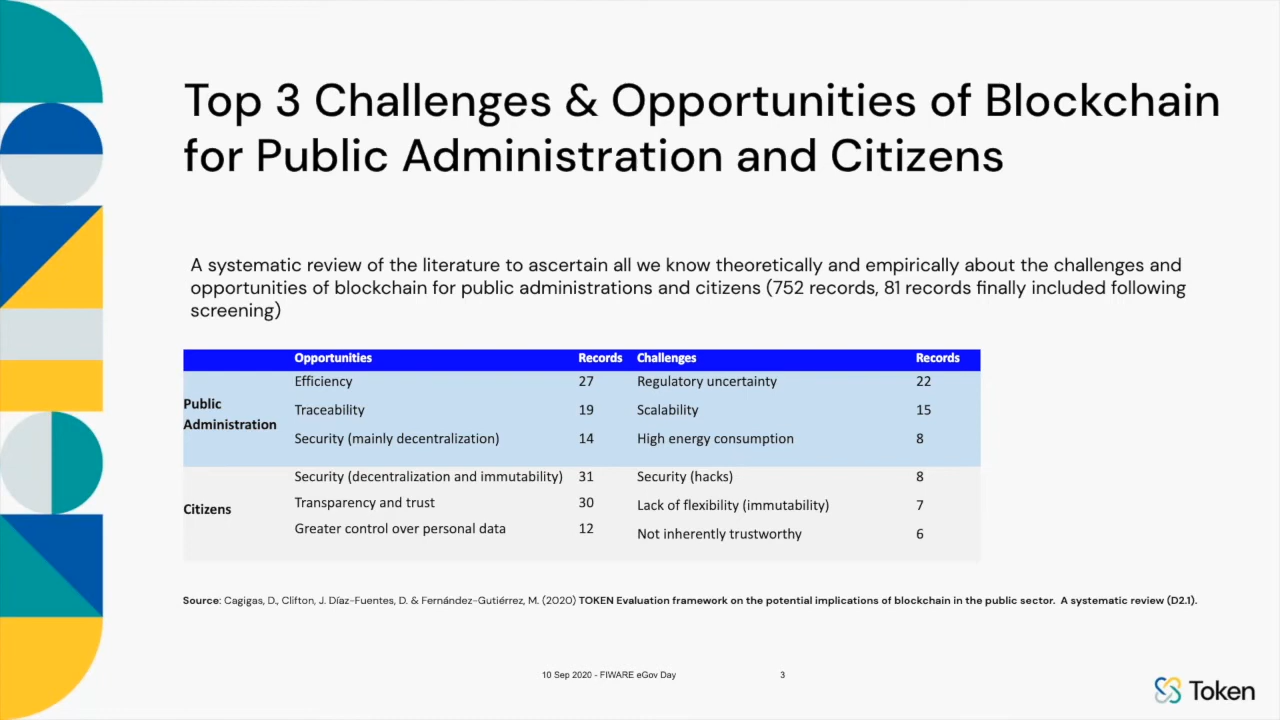 Top 3 Challenges & Opportunities of Blockchain
for Public Administration and Citizens
A systematic review of the literature to ascertain all we know theoretically and empirically about the challenges and
opportunities of blockchain for public administrations and citizens (752 records, 81 records finally included following
screening)
Opportunities Records Challenges Records
Public
Administration
Efficiency 27 Regulatory uncertainty 22
Traceability 19 Scalability 15
Security (mainly decentralization) 14 High energy consumption 8
Citizens
Security (decentralization and immutability) 31 Security (hacks) 8
Transparency and trust 30 Lack of flexibility (immutability) 7
Greater control over personal data 12 Not inherently trustworthy 6
Source: Cagigas, D., Clifton, J. Díaz-Fuentes, D. & Fernández-Gutiérrez, M. (2020) TOKEN Evaluation framework on the potential implications of blockchain in the public sector. A systematic review (D2.1).
10 Sep 2020 - FIWARE eGov Day 3
Token